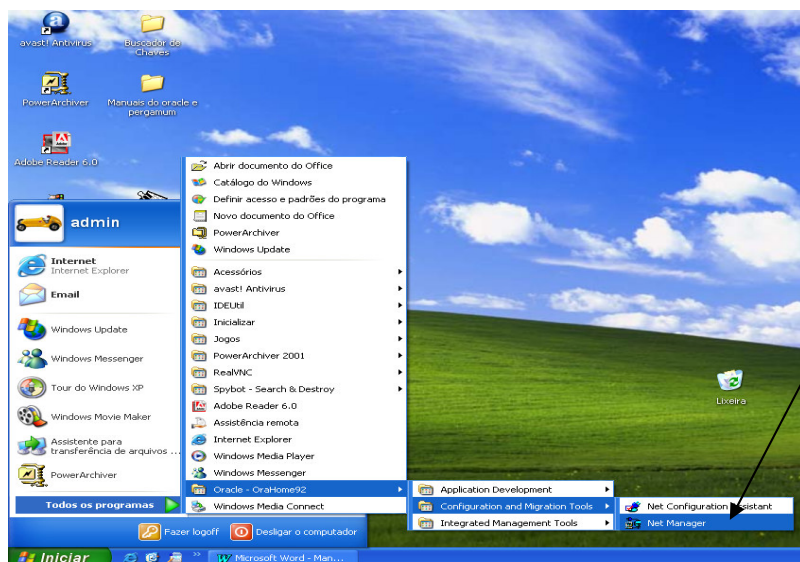 avast! Antivirus
Buscador de
Chaves
PowerArchiver
Manuais do oracle e
pergamum
Adobe Reader 6.0
admin
Internet
Internet Explorer
Email
Windows Update
Windows Messenger
Tour do Windows XP
Windows Movie Maker
Assistente para
transferência de arquivos ...
PowerArchiver
Todos os programas
Abrir documento do Office
Catálogo do Windows
Definir acesso e padrões do programa
Novo documento do Office
PowerArchiver
Windows Update
Acessórios
avast! Antivirus
IDEUtil
Inicializar
Jogos
PowerArchiver 2001
RealVNC
Spybot - Search & Destroy
Adobe Reader 6.0
Assistência remota
Internet Explorer
Windows Media Player
Windows Messenger
Oracle - OraHome92
Windows Media Connect
Application Development
Configuration and Migration Tools
Integrated Management Tools
Net Configuration Assistant
Net Manager
Lixeira
Fazer logoff
Desligar o computador
Iniciar
»
Microsoft Word - Man...